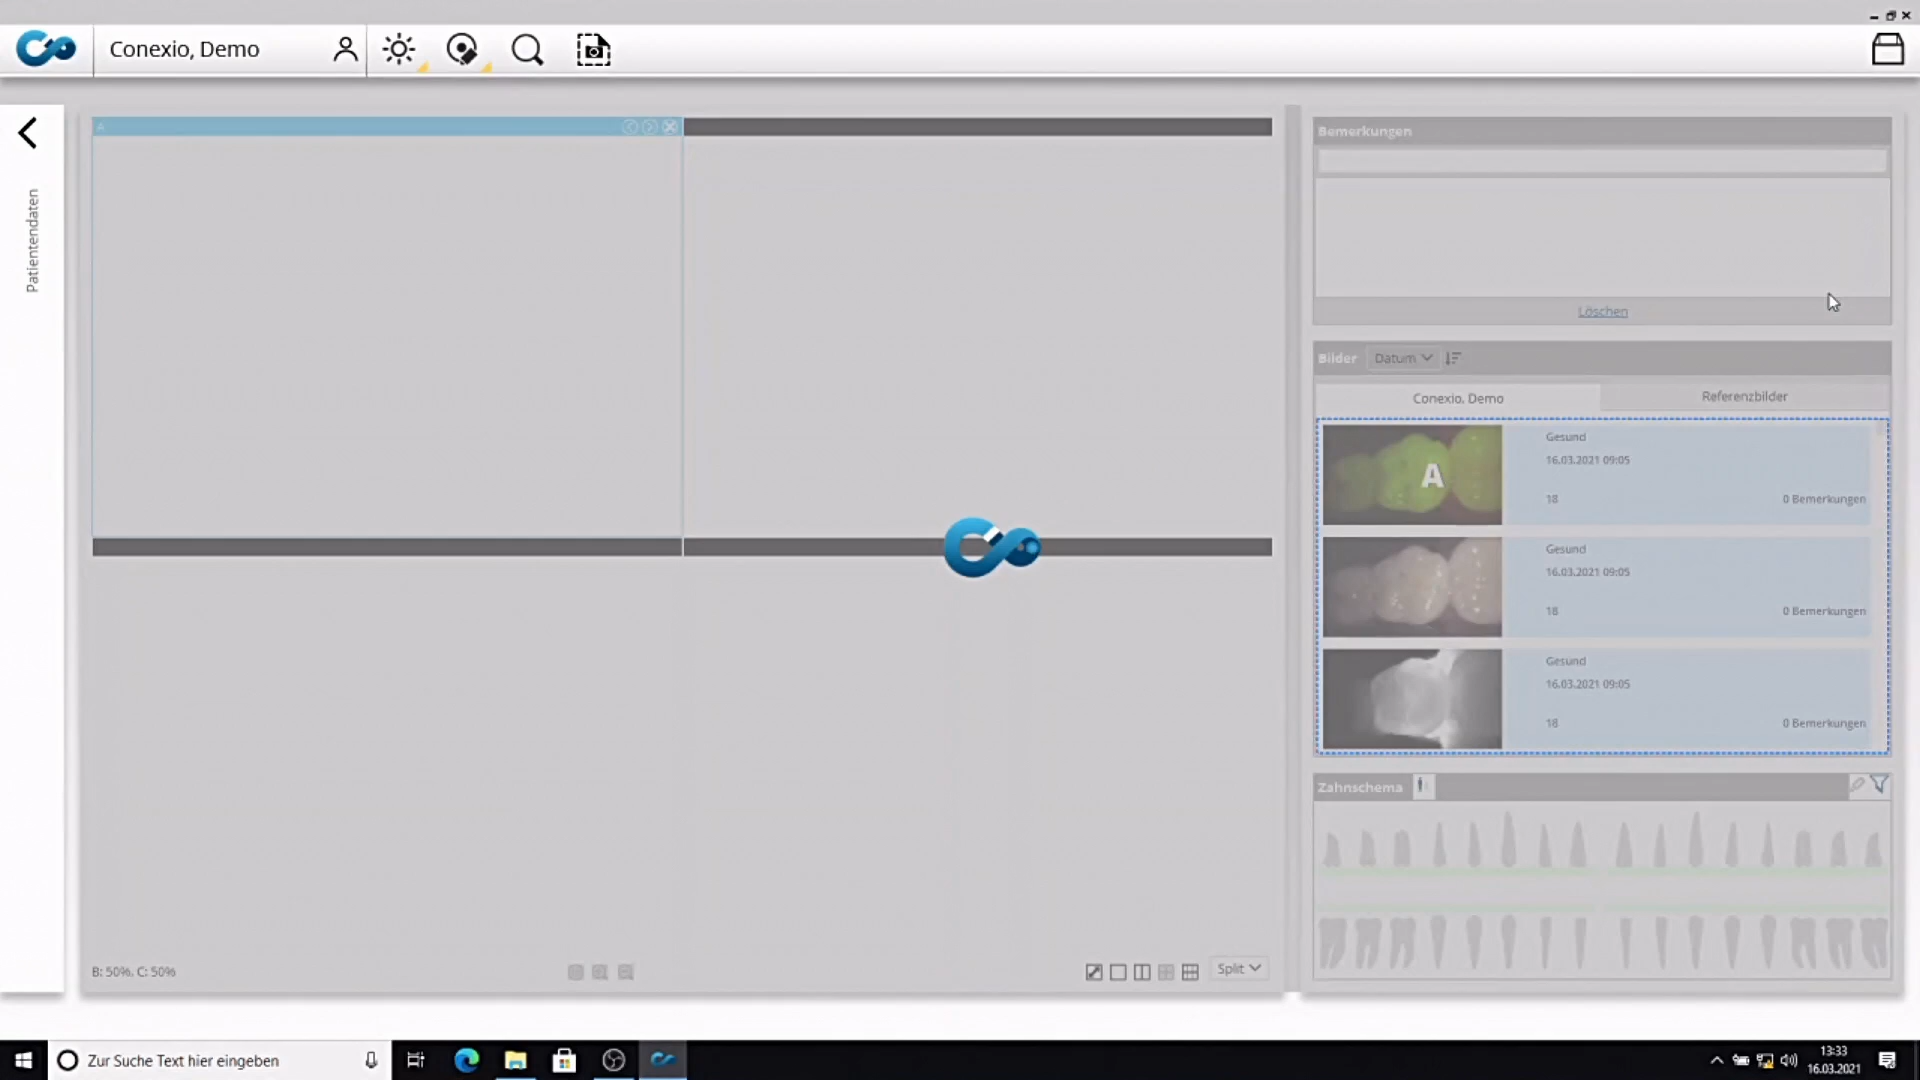 Conexio, Demo
Patientendaten
A
Bemerkungen
Löschen
Bilder Datum
Conexio, Demo Referenzbilder
A
Gesund
16.03.2021 09:05
18 0 Bemerkungen
Gesund
16.03.2021 09:05
18 0 Bemerkungen
Gesund
16.03.2021 09:05
18 0 Bemerkungen
Zahnschema
B: 50%, C: 50%
Split
Zur Suche Text hier eingeben
13:33
16.03.2021